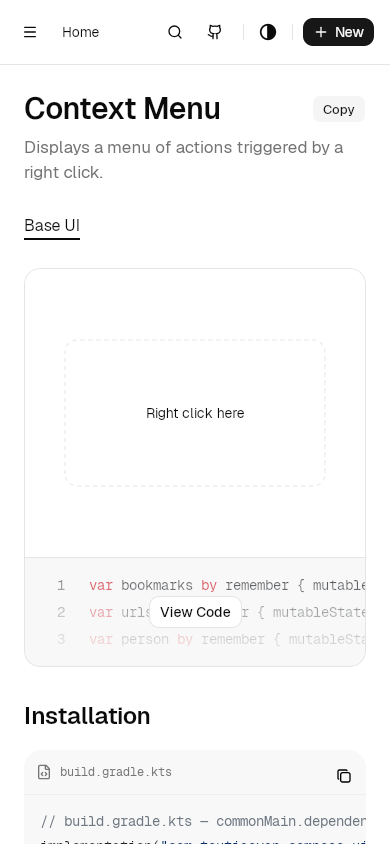 Home
New
Context Menu
Copy
Displays a menu of actions triggered by a
right click.
Base UI
Right click here
1 var bookmarks by remember { mutable
2 var urls r { mutableState
View Code
3 var person by remember { mutableSta
Installation
build.gradle.kts
// build.gradle.kts — commonMain.dependen